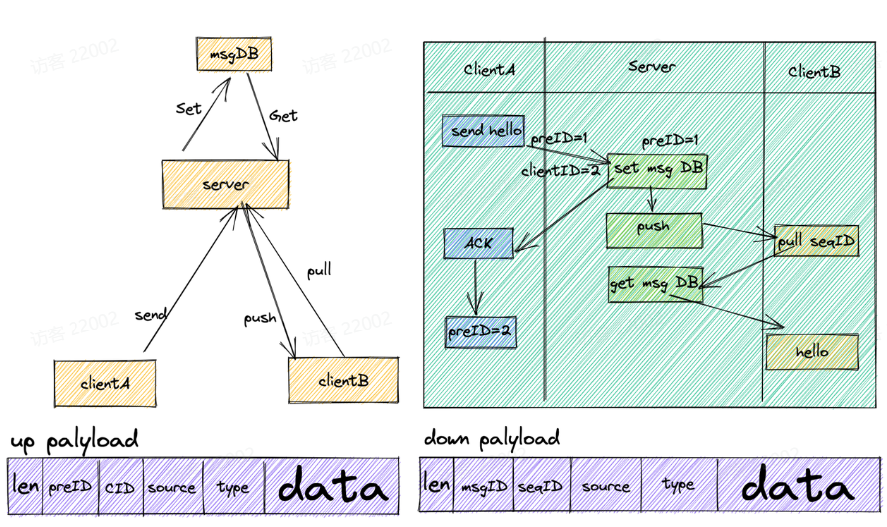 访客 22002
访客 22002
msgDB
Set
Get
server
send
push
pull
访客 22002
访客 22002
clientA
clientB
ClientA
Server
ClientB
send hello
preID=1
preID=1
clientID=2
set msg DB
push
ACK
pull seqID
get msg DB
preID=2
hello
up palyload
len
preID
CID
source
type
data
down palyload
len
msgID
seqID
source
type
data